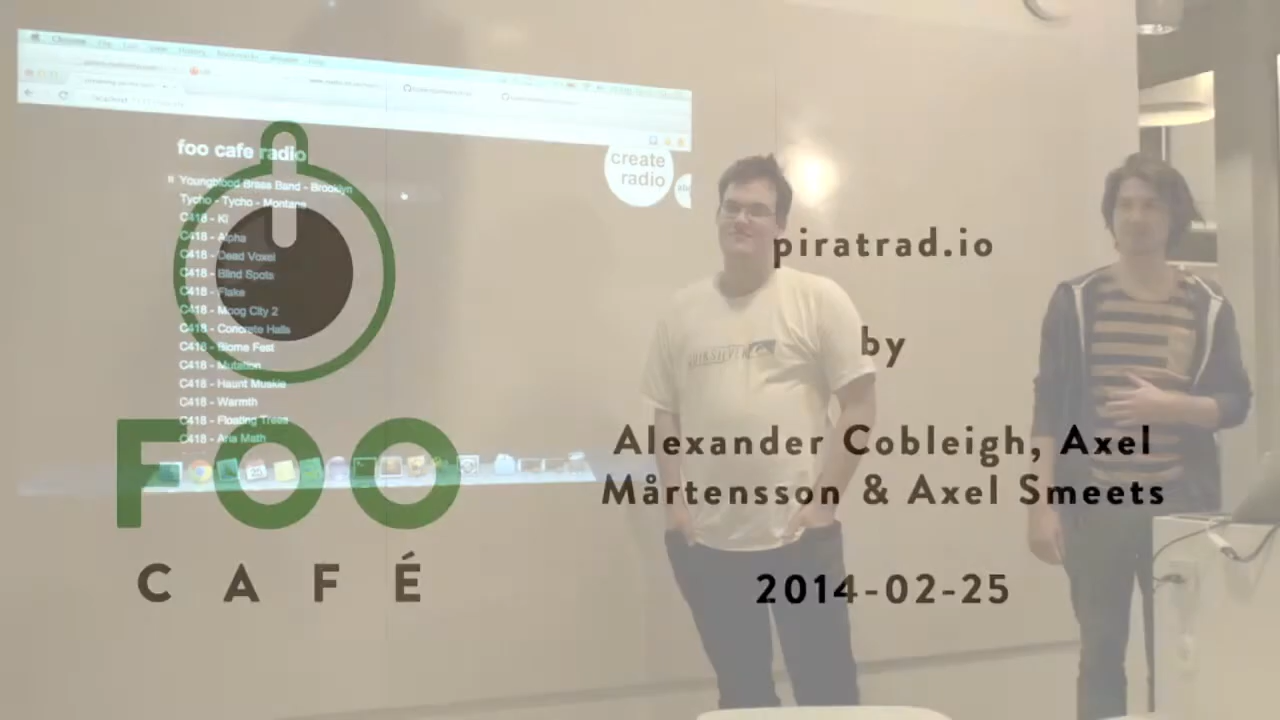 Chrome
foo cafe radio
create
radio
Youngblood Brass Band - Brooklyn
Tycho - Tycho - Montana
C418 - Ki
C418 - Alpha
C418 - Dead Voxel
C418 - Blind Spots
C418 - Flake
C418 - Moog City 2
C418 - Concrete Halls
C418 - Biome Fest
C418 - Mutation
C418 - Haunt Muskie
C418 - Warmth
C418 - Floating Trees
C418 - Aria Math
FOO
CAFÉ
QUIKSILVER
piratrad.io
by
Alexander Cobleigh, Axel
Mårtensson & Axel Smeets
2014-02-25